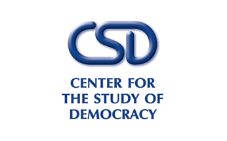 CSD
CENTER FOR
THE STUDY OF
DEMOCRACY